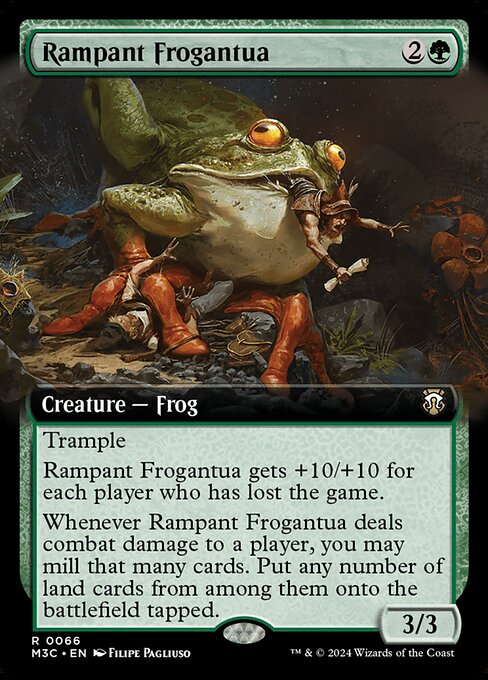 Rampant Frogantua 2
Creature — Frog
Trample
Rampant Frogantua gets +10/+10 for
each player who has lost the game.
Whenever Rampant Frogantua deals
combat damage to a player, you may
mill that many cards. Put any number of
land cards from among them onto the
battlefield tapped.
3/3
R 0066
M3C • EN Filipe Pagliuso
™ & © 2024 Wizards of the Coast